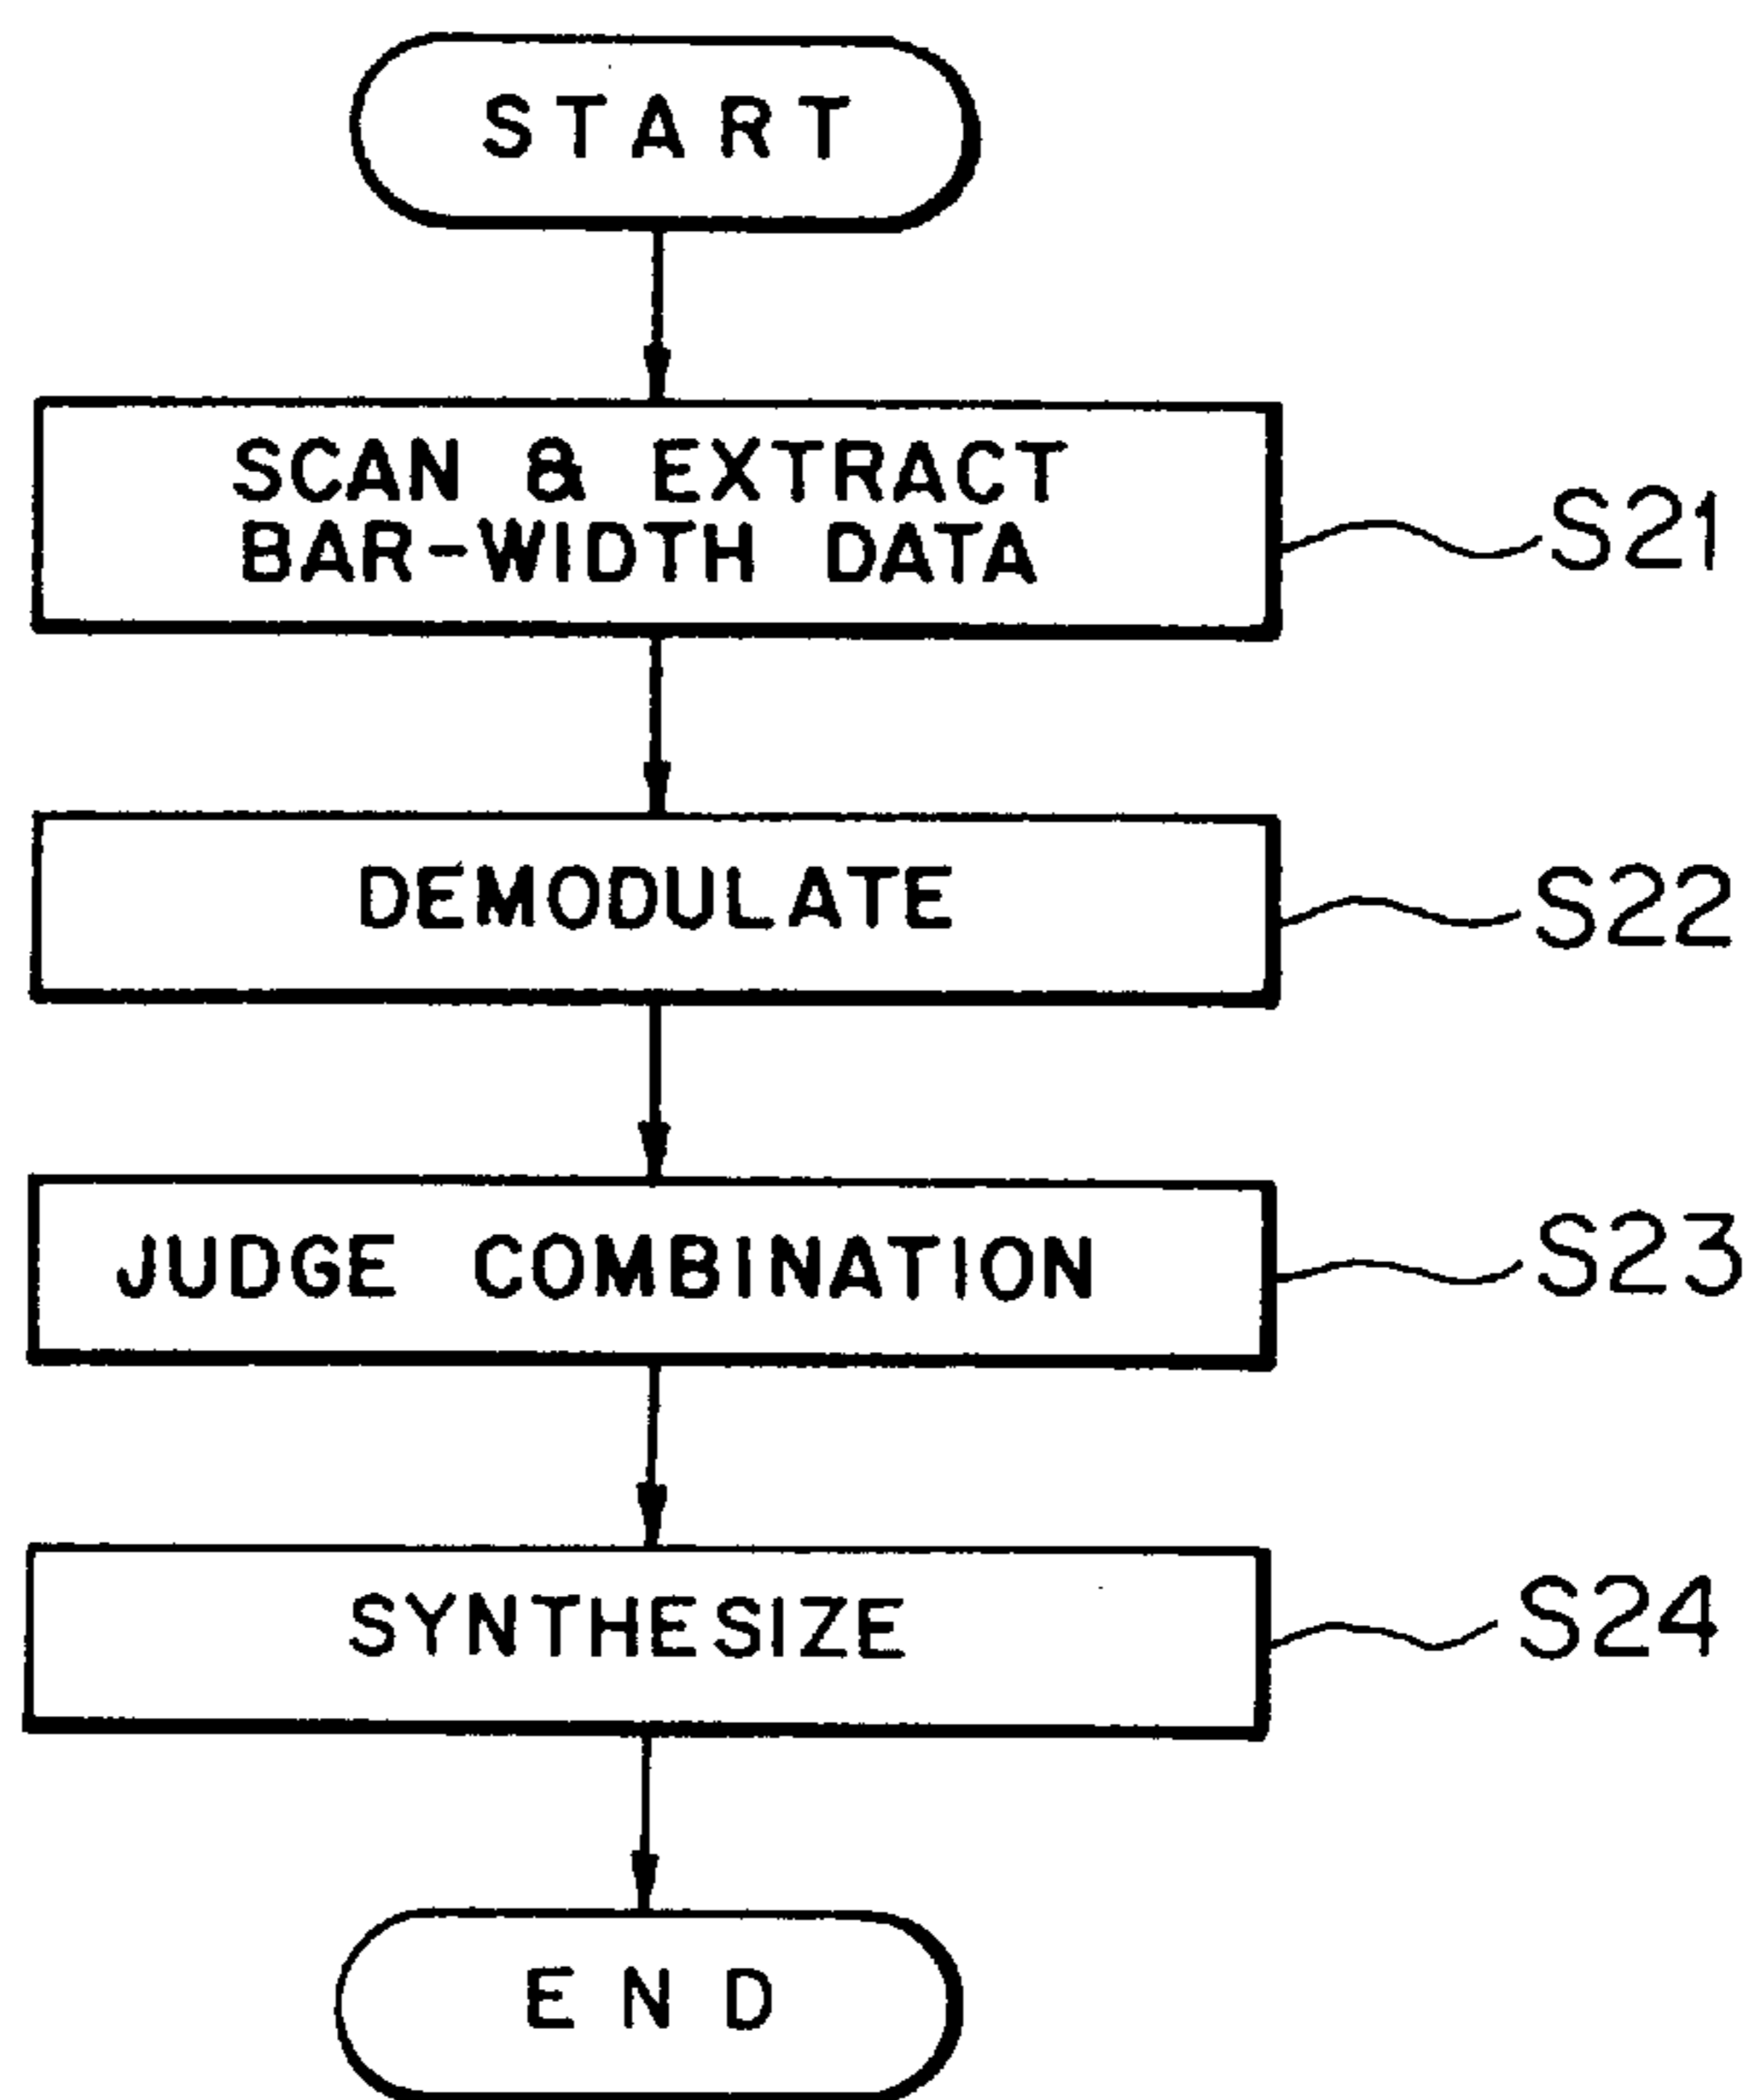 START
SCAN & EXTRACT
BAR-WIDTH DATA
S21
DEMODULATE
S22
JUDGE COMBINATION
S23
SYNTHESIZE
S24
END